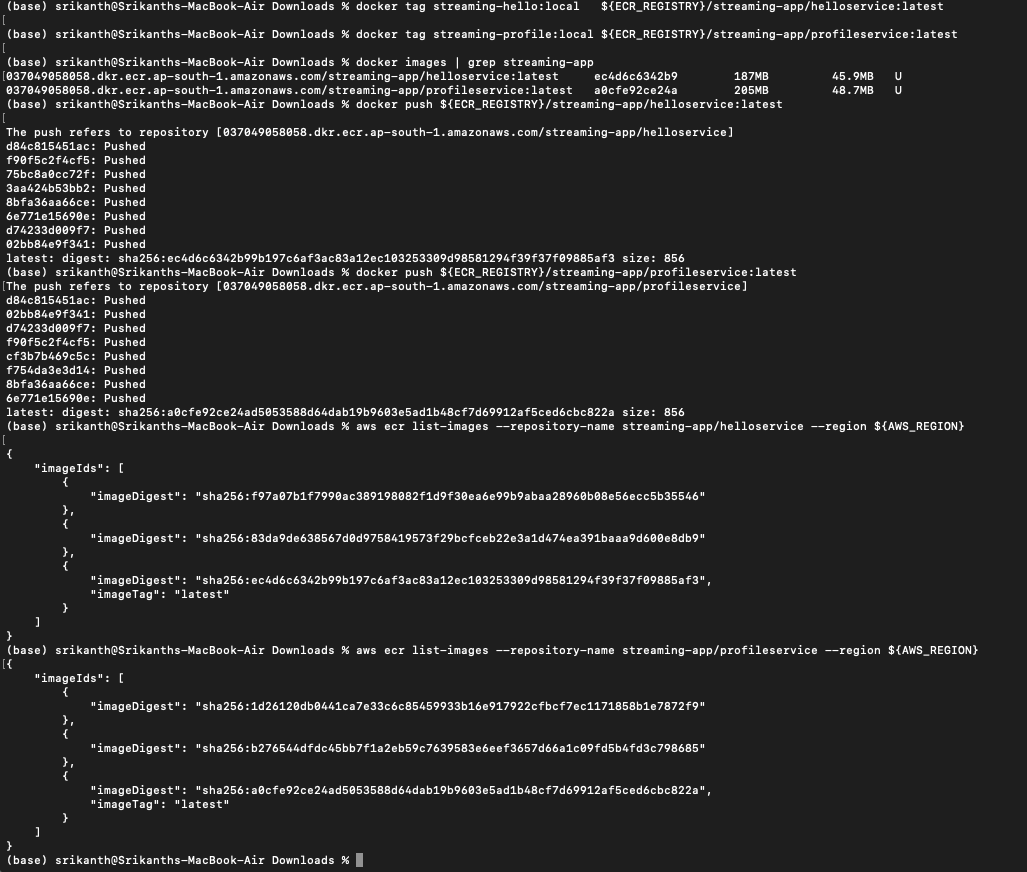 (base) srikanth@Srikanths-MacBook-Air Downloads % docker tag streaming-hello:local   ${ECR_REGISTRY}/streaming-app/helloservice:latest
[
(base) srikanth@Srikanths-MacBook-Air Downloads % docker tag streaming-profile:local ${ECR_REGISTRY}/streaming-app/profileservice:latest
[
(base) srikanth@Srikanths-MacBook-Air Downloads % docker images | grep streaming-app
[037049058058.dkr.ecr.ap-south-1.amazonaws.com/streaming-app/helloservice:latest     ec4d6c6342b9        187MB         45.9MB   U
037049058058.dkr.ecr.ap-south-1.amazonaws.com/streaming-app/profileservice:latest   a0cfe92ce24a        205MB         48.7MB   U
(base) srikanth@Srikanths-MacBook-Air Downloads % docker push ${ECR_REGISTRY}/streaming-app/helloservice:latest
[
The push refers to repository [037049058058.dkr.ecr.ap-south-1.amazonaws.com/streaming-app/helloservice]
d84c815451ac: Pushed
f90f5c2f4cf5: Pushed
75bc8a0cc72f: Pushed
3aa424b53bb2: Pushed
8bfa36aa66ce: Pushed
6e771e15690e: Pushed
d74233d009f7: Pushed
02bb84e9f341: Pushed
latest: digest: sha256:ec4d6c6342b99b197c6af3ac83a12ec103253309d98581294f39f37f09885af3 size: 856
(base) srikanth@Srikanths-MacBook-Air Downloads % docker push ${ECR_REGISTRY}/streaming-app/profileservice:latest
[The push refers to repository [037049058058.dkr.ecr.ap-south-1.amazonaws.com/streaming-app/profileservice]
d84c815451ac: Pushed
02bb84e9f341: Pushed
d74233d009f7: Pushed
f90f5c2f4cf5: Pushed
cf3b7b469c5c: Pushed
f754da3e3d14: Pushed
8bfa36aa66ce: Pushed
6e771e15690e: Pushed
latest: digest: sha256:a0cfe92ce24ad5053588d64dab19b9603e5ad1b48cf7d69912af5ced6cbc822a size: 856
(base) srikanth@Srikanths-MacBook-Air Downloads % aws ecr list-images --repository-name streaming-app/helloservice --region ${AWS_REGION}
[
{
    "imageIds": [
        {
            "imageDigest": "sha256:f97a07b1f7990ac389198082f1d9f30ea6e99b9abaa28960b08e56ecc5b35546"
        },
        {
            "imageDigest": "sha256:83da9de638567d0d9758419573f29bcfceb22e3a1d474ea391baaa9d600e8db9"
        },
        {
            "imageDigest": "sha256:ec4d6c6342b99b197c6af3ac83a12ec103253309d98581294f39f37f09885af3",
            "imageTag": "latest"
        }
    ]
}
(base) srikanth@Srikanths-MacBook-Air Downloads % aws ecr list-images --repository-name streaming-app/profileservice --region ${AWS_REGION}
[{
    "imageIds": [
        {
            "imageDigest": "sha256:1d26120db0441ca7e33c6c85459933b16e917922cfbcf7ec1171858b1e7872f9"
        },
        {
            "imageDigest": "sha256:b276544dfdc45bb7f1a2eb59c7639583e6eef3657d66a1c09fd5b4fd3c798685"
        },
        {
            "imageDigest": "sha256:a0cfe92ce24ad5053588d64dab19b9603e5ad1b48cf7d69912af5ced6cbc822a",
            "imageTag": "latest"
        }
    ]
}
(base) srikanth@Srikanths-MacBook-Air Downloads %